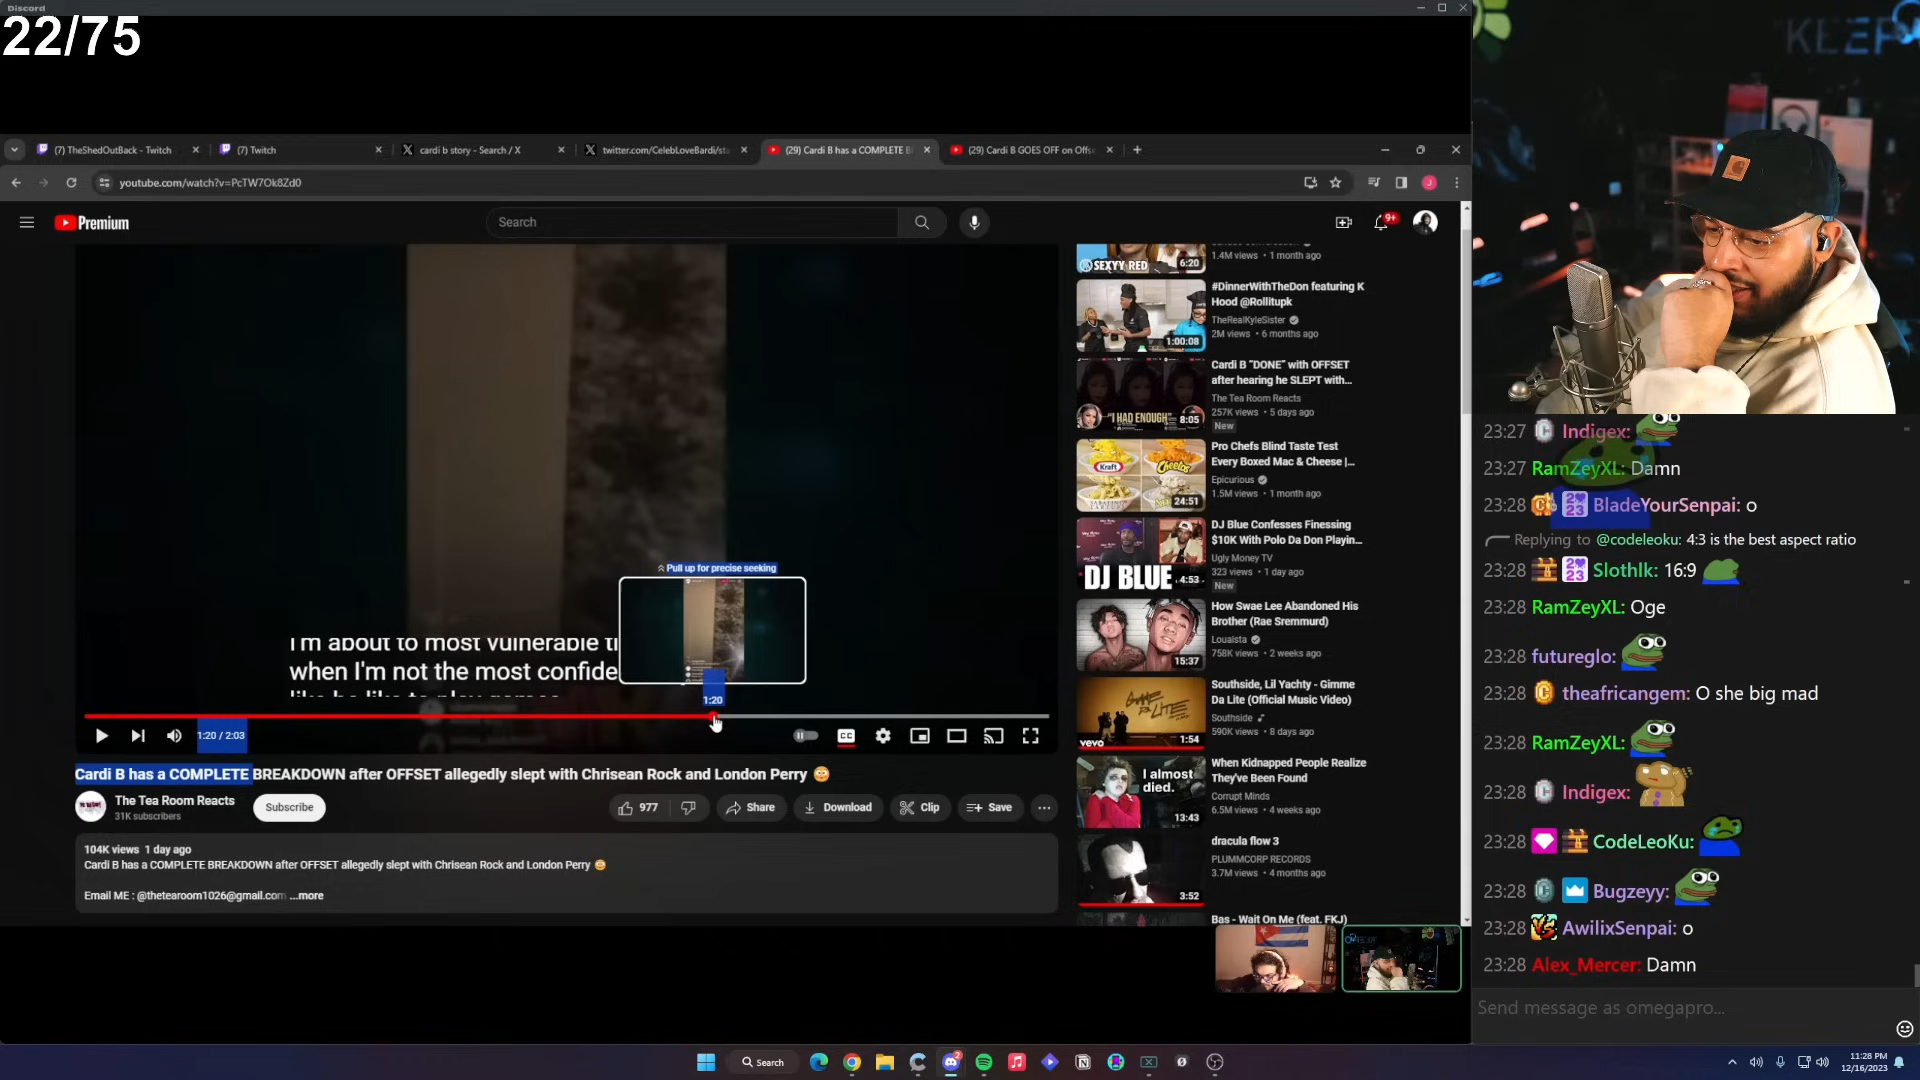 Discord
22/75
(7) TheShedOutBack - Twitch
(7) Twitch
cardi b story - Search / X
twitter.com/CelebLoveBardi/sta
(29) Cardi B has a COMPLETE B
(29) Cardi B GOES OFF on Offs
youtube.com/watch?v=PcTW7Ok8Zd0
Premium
Search
9+
J
KEEP
SEXYY RED
6:20
1.4M views • 1 month ago
#DinnerWithTheDon featuring K
Hood @Rollitupk
TheRealKyleSister
2M views • 6 months ago
1:00:08
Cardi B “DONE” with OFFSET
after hearing he SLEPT with...
The Tea Room Reacts
257K views • 5 days ago
New
"I HAD ENOUGH"
8:05
Pro Chefs Blind Taste Test
Every Boxed Mac & Cheese |...
Epicurious
1.5M views • 1 month ago
Kraft
Cheetos
24:51
DJ Blue Confesses Finessing
$10K With Polo Da Don Playin...
Ugly Money TV
323 views • 1 day ago
New
DJ BLUE
4:53
How Swae Lee Abandoned His
Brother (Rae Sremmurd)
Louaista
758K views • 2 weeks ago
15:37
Southside, Lil Yachty - Gimme
Da Lite (Official Music Video)
Southside
590K views • 8 days ago
vevo
1:54
When Kidnapped People Realize
They've Been Found
Corrupt Minds
6.5M views • 4 weeks ago
I almost
died.
13:43
dracula flow 3
PLUMMCORP RECORDS
3.7M views • 4 months ago
3:52
Bas - Wait On Me (feat. FKJ)
Pull up for precise seeking
I'm about to most vulnerable ti
when I'm not the most confide
like he like to play games
1:20
1:20 / 2:03
CC
Cardi B has a COMPLETE BREAKDOWN after OFFSET allegedly slept with Chrisean Rock and London Perry
The Tea Room Reacts
31K subscribers
Subscribe
977
Share
Download
Clip
Save
104K views 1 day ago
Cardi B has a COMPLETE BREAKDOWN after OFFSET allegedly slept with Chrisean Rock and London Perry
Email ME : @thetearoom1026@gmail.com ...more
23:27 Indigex:
23:27 RamZeyXL: Damn
23:28 BladeYourSenpai: o
Replying to @codeleoku: 4:3 is the best aspect ratio
23:28 Slothlk: 16:9
23:28 RamZeyXL: Oge
23:28 futureglo:
23:28 theafricangem: O she big mad
23:28 RamZeyXL:
23:28 Indigex:
23:28 CodeLeoKu:
23:28 Bugzeyy:
23:28 AwilixSenpai: o
23:28 Alex_Mercer: Damn
Send message as omegapro...
Search
2
11:28 PM
12/16/2023